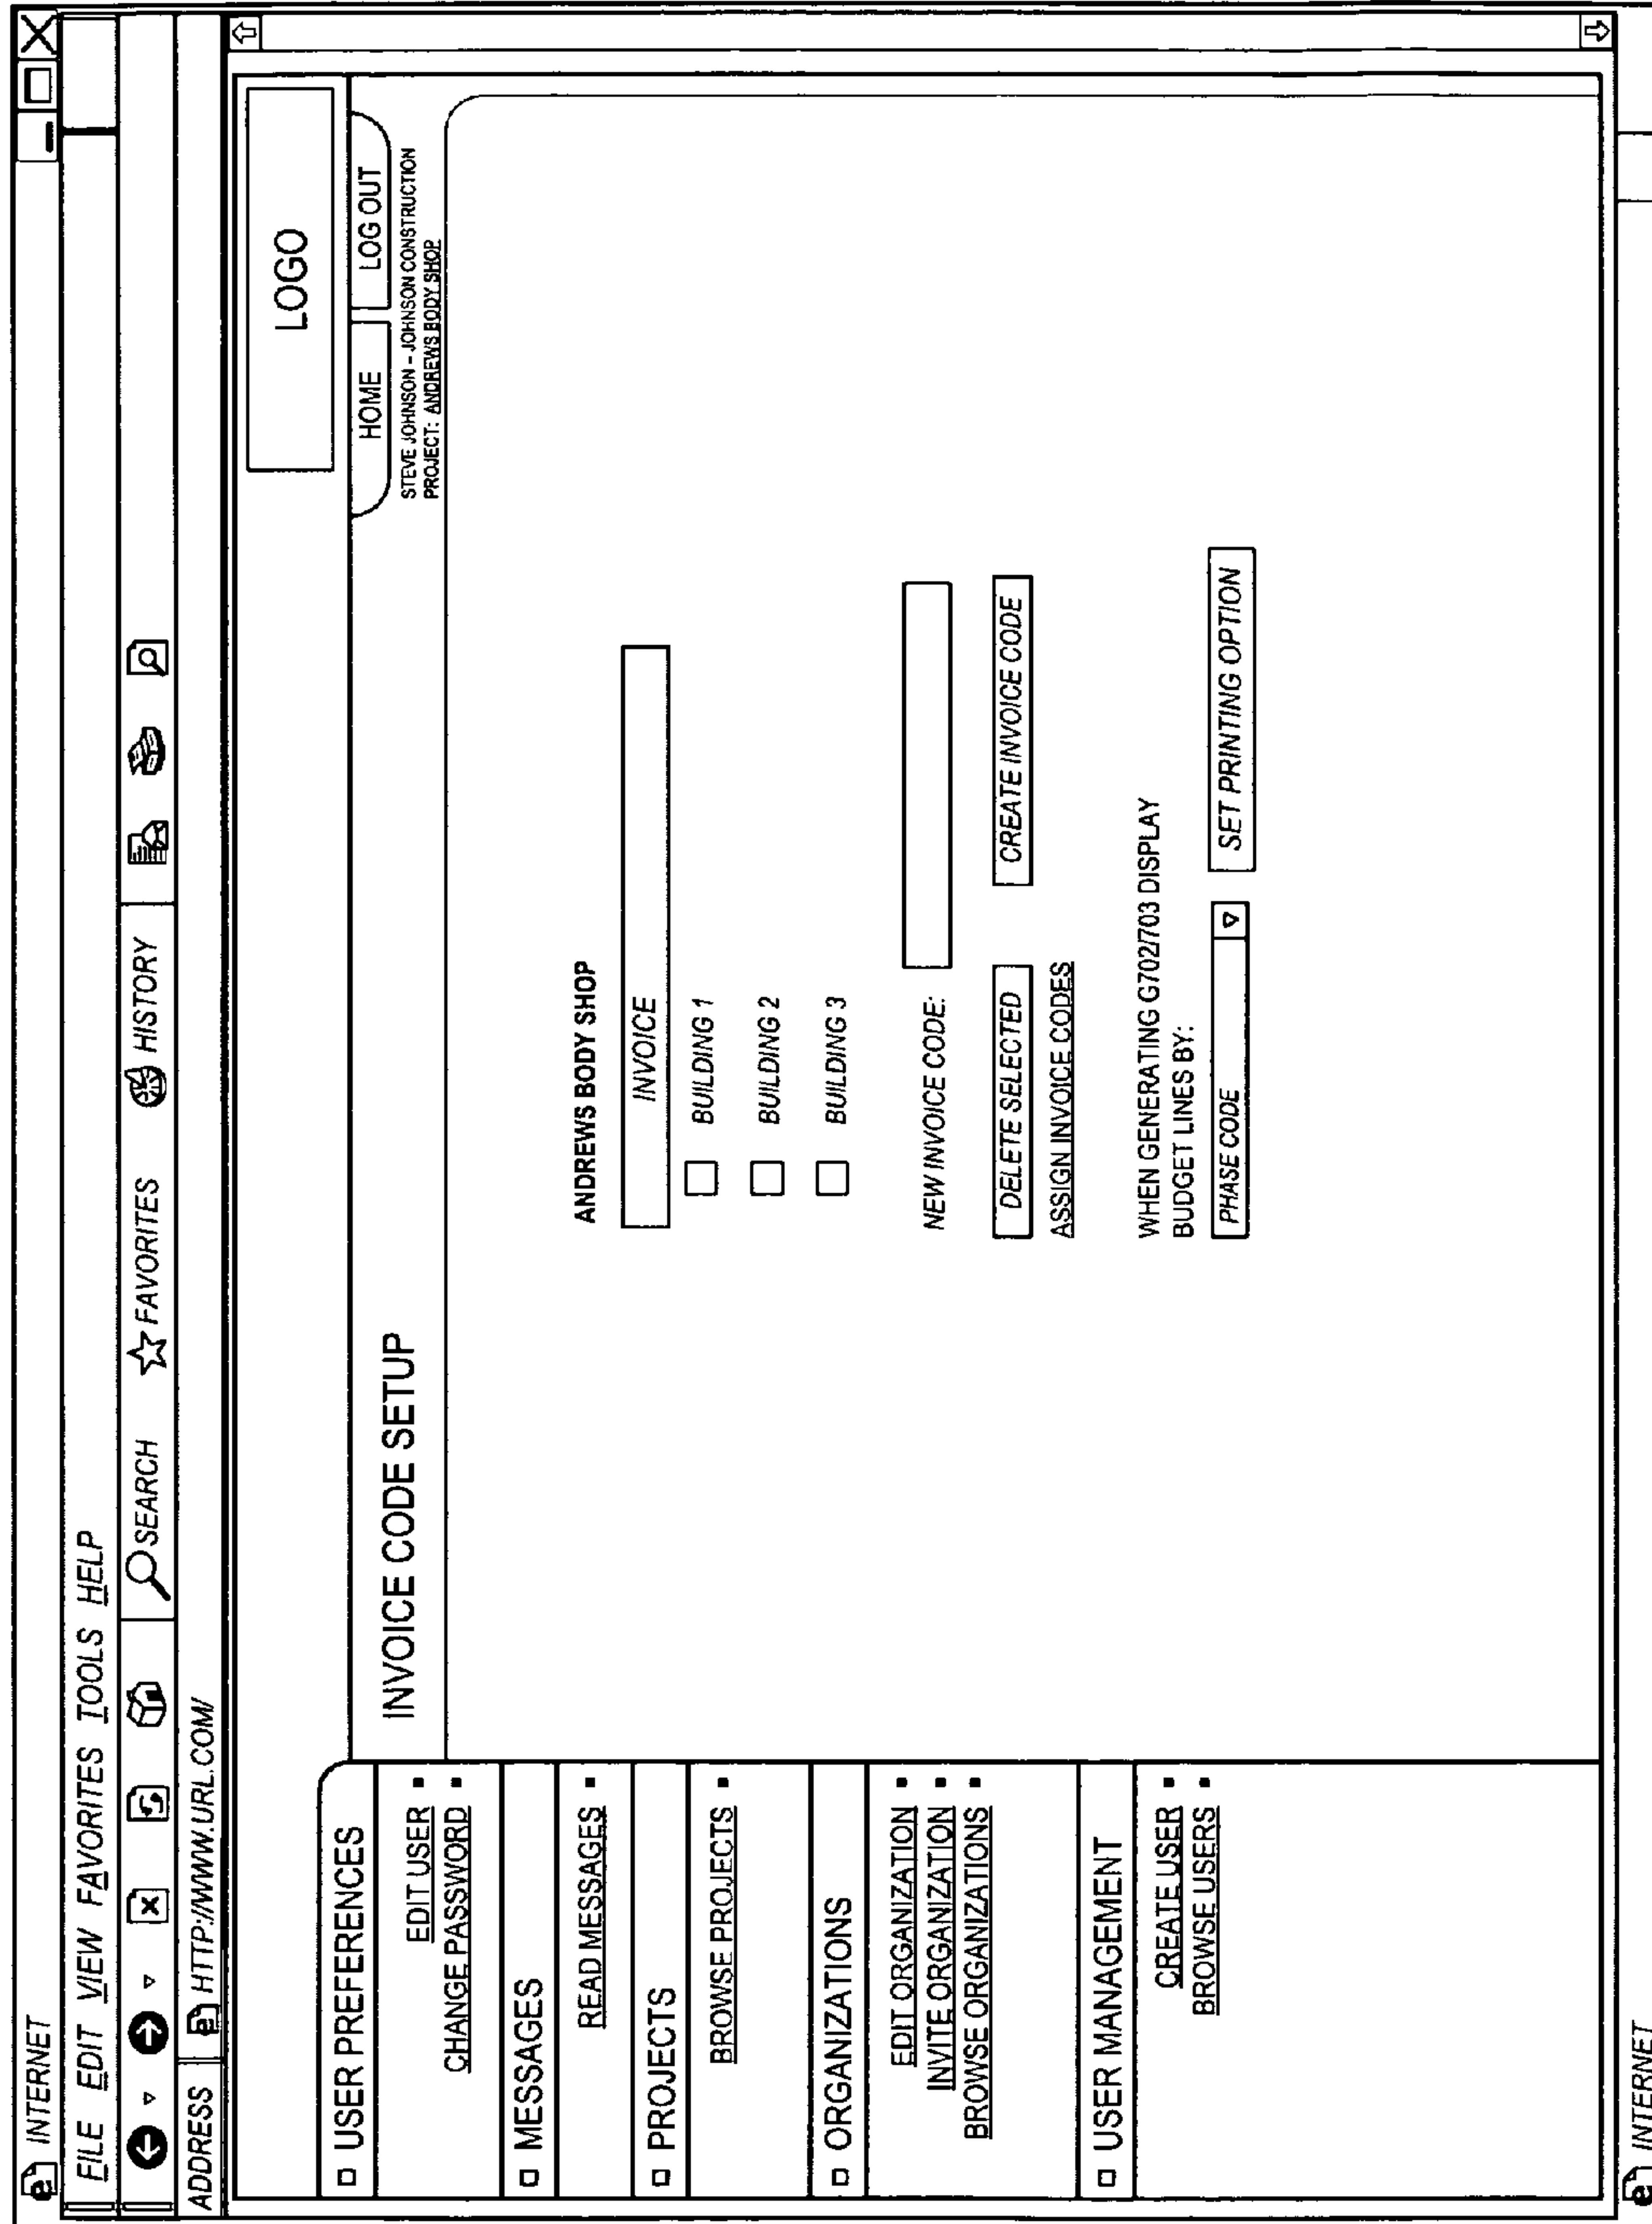 INTERNET
FILE EDIT VIEW FAVORITES TOOLS HELP
SEARCH FAVORITES HISTORY
ADDRESS HTTP://WWW.URL.COM/
LOGO
HOME LOG OUT
STEVE JOHNSON - JOHNSON CONSTRUCTION
PROJECT: ANDREWS BODY SHOP
INVOICE CODE SETUP
USER PREFERENCES
EDIT USER
CHANGE PASSWORD
MESSAGES
READ MESSAGES
PROJECTS
BROWSE PROJECTS
ORGANIZATIONS
EDIT ORGANIZATION
INVITE ORGANIZATION
BROWSE ORGANIZATIONS
USER MANAGEMENT
CREATE USER
BROWSE USERS
ANDREWS BODY SHOP
INVOICE
BUILDING 1
BUILDING 2
BUILDING 3
NEW INVOICE CODE:
DELETE SELECTED CREATE INVOICE CODE
ASSIGN INVOICE CODES
WHEN GENERATING G702/703 DISPLAY
BUDGET LINES BY:
PHASE CODE SET PRINTING OPTION
INTERNET